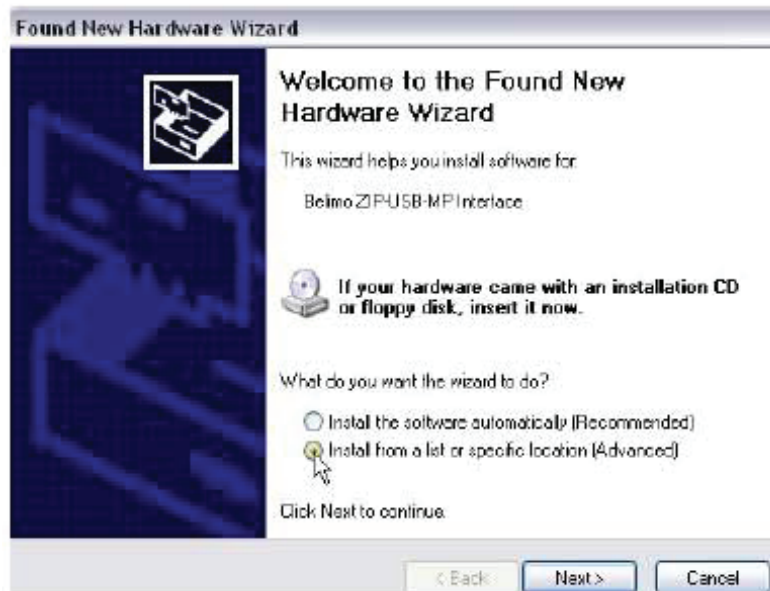 Found New Hardware Wizard
Welcome to the Found New
Hardware Wizard
This wizard helps you install software for:
Belimo ZIP-USB-MP Interface
If your hardware came with an installation CD
or floppy disk, insert it now.
What do you want the wizard to do?
Install the software automatically (Recommended)
Install from a list or specific location (Advanced)
Click Next to continue.
< Back
Next >
Cancel